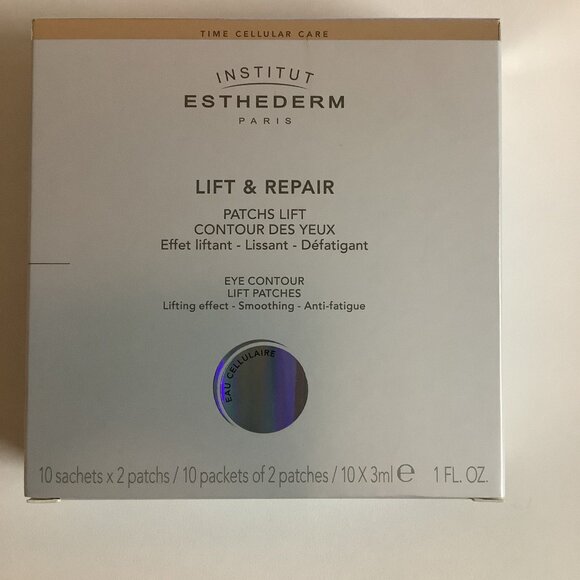 TIME CELLULAR CARE
INSTITUT
ESTHEDERM
PARIS
LIFT & REPAIR
PATCHS LIFT
CONTOUR DES YEUX
Effet liftant - Lissant - Défatigant
EYE CONTOUR
LIFT PATCHES
Lifting effect - Smoothing - Anti-fatigue
EAU CELLULAIRE
10 sachets x 2 patchs / 10 packets of 2 patches / 10 X 3ml ℮ 1 FL. OZ.